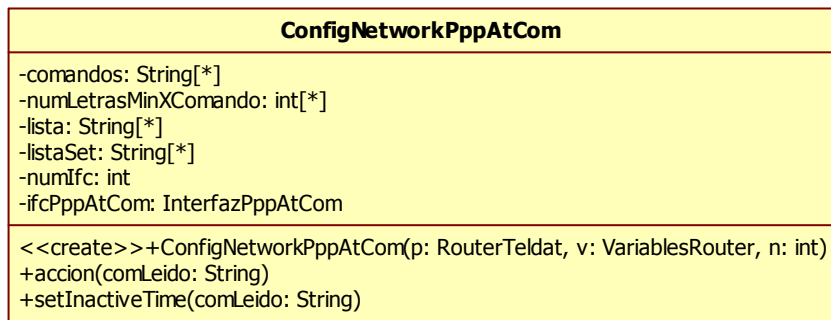 ConfigNetworkPppAtCom
-comandos: String[*]
-numLetrasMinXComando: int[*]
-lista: String[*]
-listaSet: String[*]
-numIfc: int
-ifcPppAtCom: InterfazPppAtCom
<<create>>+ConfigNetworkPppAtCom(p: RouterTeldat, v: VariablesRouter, n: int)
+accion(comLeido: String)
+setInactiveTime(comLeido: String)